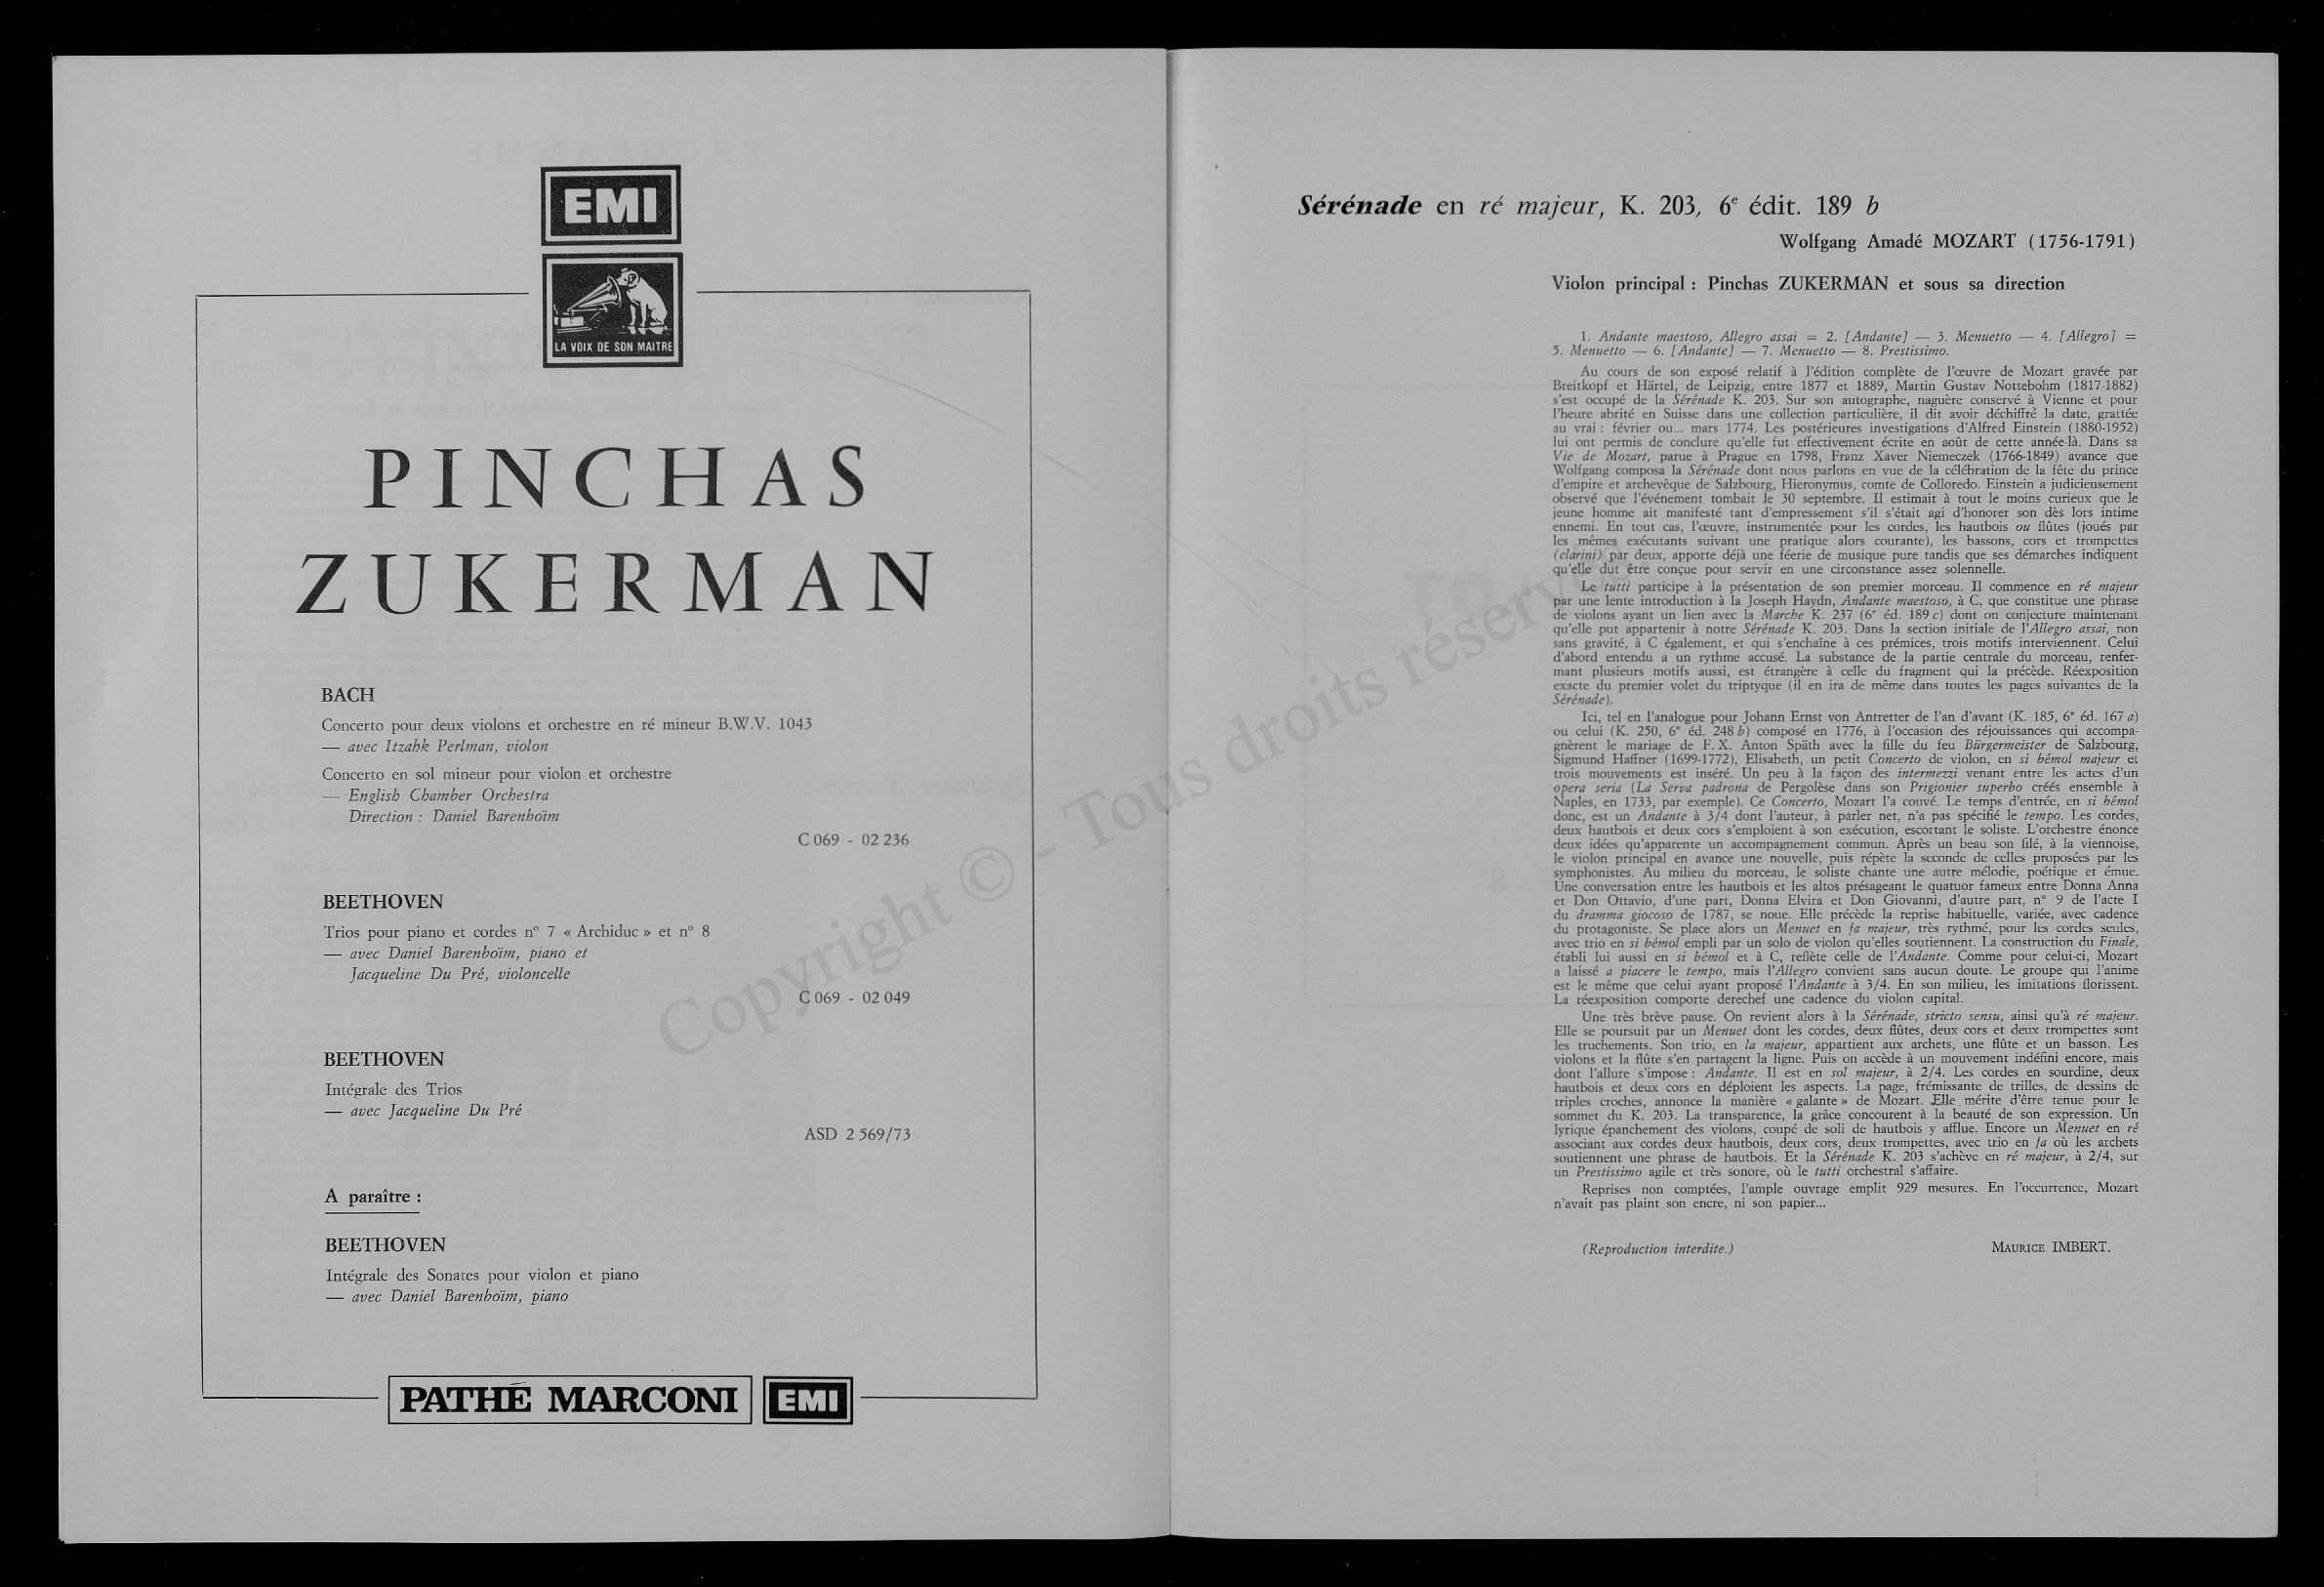 EMI
LA VOIX DE SON MAITRE
PINCHAS
ZUKERMAN
BACH
Concerto pour deux violons et orchestre en ré mineur B.W.V. 1043
— avec Itzahk Perlman, violon
Concerto en sol mineur pour violon et orchestre
— English Chamber Orchestra
Direction : Daniel Barenboïm
C 069 - 02 236
BEETHOVEN
Trios pour piano et cordes n° 7 « Archiduc » et n° 8
— avec Daniel Barenboïm, piano et
Jacqueline Du Pré, violoncelle
C 069 - 02 049
BEETHOVEN
Intégrale des Trios
— avec Jacqueline Du Pré
ASD 2 569/73
A paraître :
BEETHOVEN
Intégrale des Sonates pour violon et piano
— avec Daniel Barenboïm, piano
PATHÉ MARCONI EMI
Sérénade en ré majeur, K. 203, 6e édit. 189 b
Wolfgang Amadé MOZART (1756-1791)
Violon principal : Pinchas ZUKERMAN et sous sa direction
1. Andante maestoso, Allegro assai = 2. [Andante] — 3. Menuetto — 4. [Allegro] =
5. Menuetto — 6. [Andante] — 7. Menuetto — 8. Prestissimo.
Au cours de son exposé relatif à l'édition complète de l'œuvre de Mozart gravée par
Breitkopf et Härtel, de Leipzig, entre 1877 et 1889, Martin Gustav Nottebohm (1817-1882)
s'est occupé de la Sérénade K. 203. Sur son autographe, naguère conservé à Vienne et pour
l'heure abrité en Suisse dans une collection particulière, il dit avoir déchiffré la date, grattée
au vrai : février ou... mars 1774. Les postérieures investigations d'Alfred Einstein (1880-1952)
lui ont permis de conclure qu'elle fut effectivement écrite en août de cette année-là. Dans sa
Vie de Mozart, parue à Prague en 1798, Franz Xaver Niemeczek (1766-1849) avance que
Wolfgang composa la Sérénade dont nous parlons en vue de la célébration de la fête du prince
d'empire et archevêque de Salzbourg, Hieronymus, comte de Colloredo. Einstein a judicieusement
observé que l'événement tombait le 30 septembre. Il estimait à tout le moins curieux que le
jeune homme ait manifesté tant d'empressement s'il s'était agi d'honorer son dès lors intime
ennemi. En tout cas, l'œuvre, instrumentée pour les cordes, les hautbois ou flûtes (joués par
les mêmes exécutants suivant une pratique alors courante), les bassons, cors et trompettes
(clarini) par deux, apporte déjà une féerie de musique pure tandis que ses démarches indiquent
qu'elle dut être conçue pour servir en une circonstance assez solennelle.
Le tutti participe à la présentation de son premier morceau. Il commence en ré majeur
par une lente introduction à la Joseph Haydn, Andante maestoso, à C, que constitue une phrase
de violons ayant un lien avec la Marche K. 237 (6e éd. 189 c) dont on conjecture maintenant
qu'elle put appartenir à notre Sérénade K. 203. Dans la section initiale de l'Allegro assai, non
sans gravité, à C également, et qui s'enchaîne à ces prémices, trois motifs interviennent. Celui
d'abord entendu a un rythme accusé. La substance de la partie centrale du morceau, renfer-
mant plusieurs motifs aussi, est étrangère à celle du fragment qui la précède. Réexposition
exacte du premier volet du triptyque (il en ira de même dans toutes les pages suivantes de la
Sérénade).
Ici, tel en l'analogue pour Johann Ernst von Antretter de l'an d'avant (K. 185, 6e éd. 167 a)
ou celui (K. 250, 6e éd. 248 b) composé en 1776, à l'occasion des réjouissances qui accompa-
gnèrent le mariage de F. X. Anton Späth avec la fille du feu Bürgermeister de Salzbourg,
Sigmund Haffner (1699-1772), Elisabeth, un petit Concerto de violon, en si bémol majeur et
trois mouvements est inséré. Un peu à la façon des intermezzi venant entre les actes d'un
opera seria (La Serva padrona de Pergolèse dans son Prigionier superbo créés ensemble à
Naples, en 1733, par exemple). Ce Concerto, Mozart l'a couvé. Le temps d'entrée, en si bémol
donc, est un Andante à 3/4 dont l'auteur, à parler net, n'a pas spécifié le tempo. Les cordes,
deux hautbois et deux cors s'emploient à son exécution, escortant le soliste. L'orchestre énonce
deux idées qu'apparente un accompagnement commun. Après un beau son filé, à la viennoise,
le violon principal en avance une nouvelle, puis répète la seconde de celles proposées par les
symphonistes. Au milieu du morceau, le soliste chante une autre mélodie, poétique et émue.
Une conversation entre les hautbois et les altos présageant le quatuor fameux entre Donna Anna
et Don Ottavio, d'une part, Donna Elvira et Don Giovanni, d'autre part, n° 9 de l'acte I
du dramma giocoso de 1787, se noue. Elle précède la reprise habituelle, variée, avec cadence
du protagoniste. Se place alors un Menuet en fa majeur, très rythmé, pour les cordes seules,
avec trio en si bémol empli par un solo de violon qu'elles soutiennent. La construction du Finale,
établi lui aussi en si bémol et à C, reflète celle de l'Andante. Comme pour celui-ci, Mozart
a laissé a piacere le tempo, mais l'Allegro convient sans aucun doute. Le groupe qui l'anime
est le même que celui ayant proposé l'Andante à 3/4. En son milieu, les imitations florissent.
La réexposition comporte derechef une cadence du violon capital.
Une très brève pause. On revient alors à la Sérénade, stricto sensu, ainsi qu'à ré majeur.
Elle se poursuit par un Menuet dont les cordes, deux flûtes, deux cors et deux trompettes sont
les truchements. Son trio, en la majeur, appartient aux archets, une flûte et un basson. Les
violons et la flûte s'en partagent la ligne. Puis on accède à un mouvement indéfini encore, mais
dont l'allure s'impose : Andante. Il est en sol majeur, à 2/4. Les cordes en sourdine, deux
hautbois et deux cors en déploient les aspects. La page, frémissante de trilles, de dessins de
triples croches, annonce la manière « galante » de Mozart. Elle mérite d'être tenue pour le
sommet du K. 203. La transparence, la grâce concourent à la beauté de son expression. Un
lyrique épanchement des violons, coupé de soli de hautbois y afflue. Encore un Menuet en ré
associant aux cordes deux hautbois, deux cors, deux trompettes, avec trio en fa où les archets
soutiennent une phrase de hautbois. Et la Sérénade K. 203 s'achève en ré majeur, à 2/4, sur
un Prestissimo agile et très sonore, où le tutti orchestral s'affaire.
Reprises non comptées, l'ample ouvrage emplit 929 mesures. En l'occurrence, Mozart
n'avait pas plaint son encre, ni son papier...
(Reproduction interdite.) MAURICE IMBERT.
Copyright © - Tous droits réservés